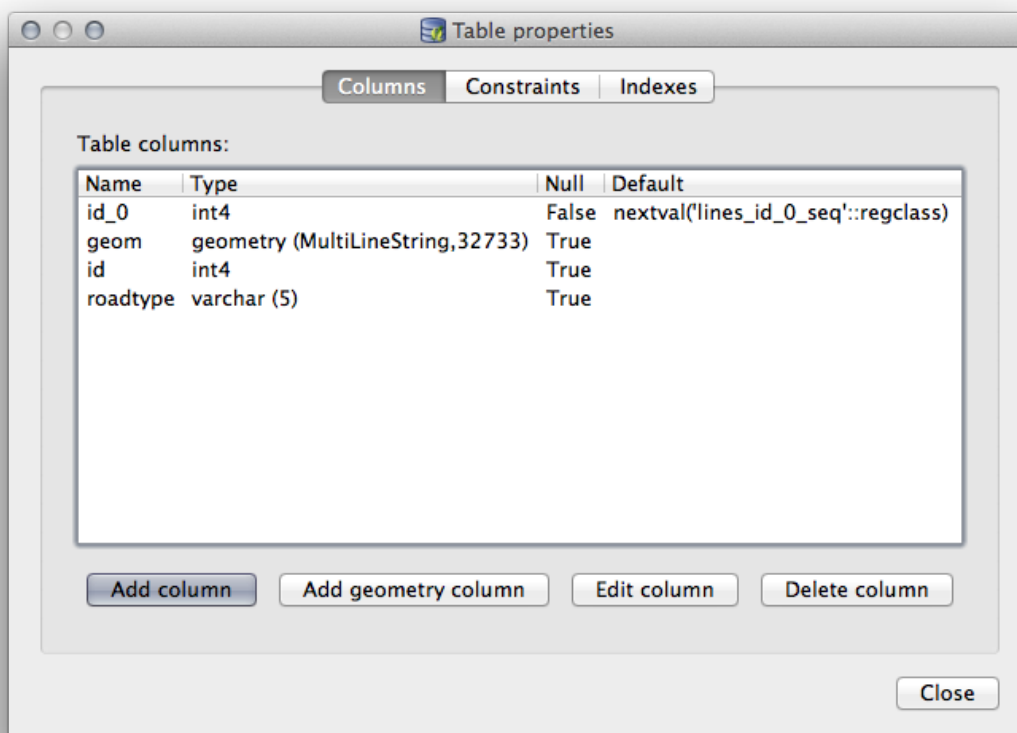 Table properties
Columns Constraints Indexes
Table columns:
Name Type Null Default
id_0 int4 False nextval('lines_id_0_seq'::regclass)
geom geometry (MultiLineString,32733) True
id int4 True
roadtype varchar (5) True
Add column Add geometry column Edit column Delete column
Close